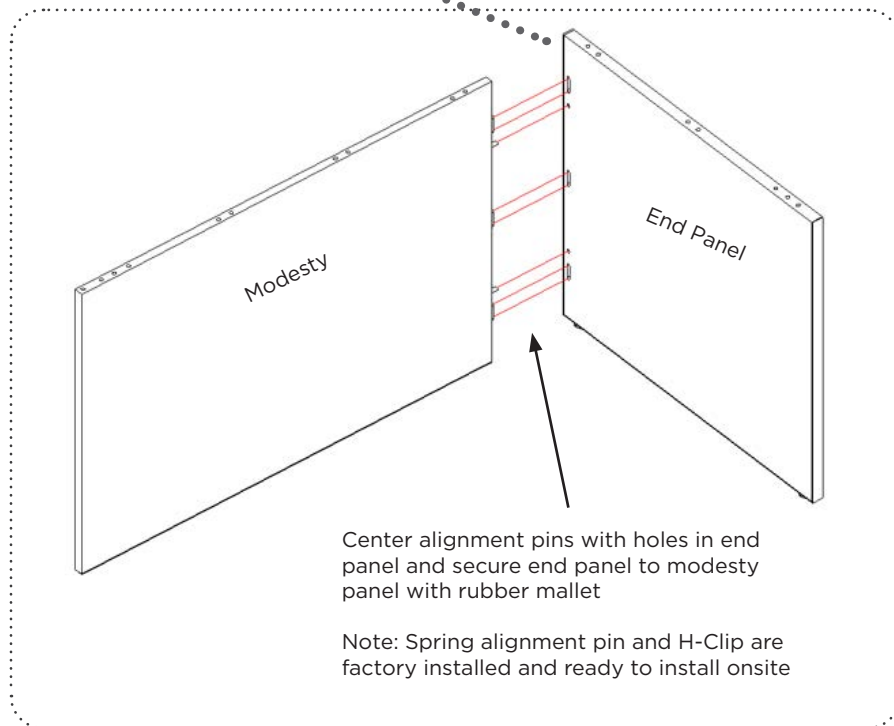 Modesty
End Panel
Center alignment pins with holes in end
panel and secure end panel to modesty
panel with rubber mallet
Note: Spring alignment pin and H-Clip are
factory installed and ready to install onsite